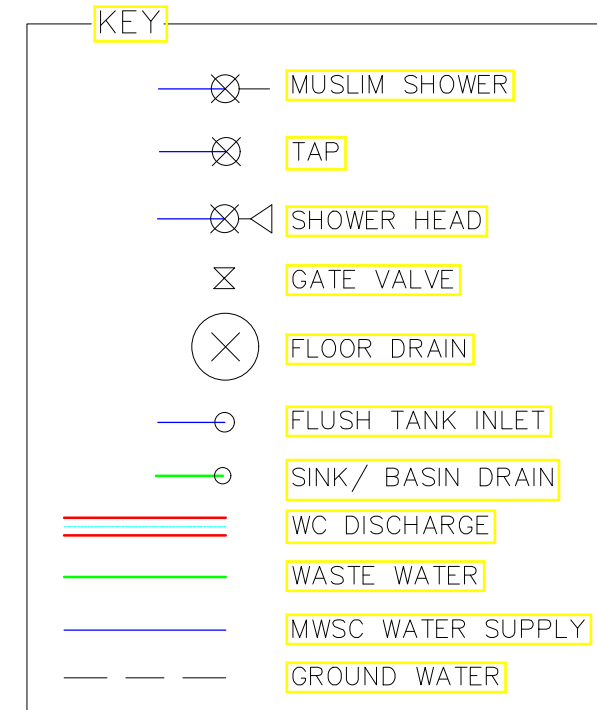 KEY
MUSLIM SHOWER
TAP
SHOWER HEAD
GATE VALVE
FLOOR DRAIN
FLUSH TANK INLET
SINK/ BASIN DRAIN
WC DISCHARGE
WASTE WATER
MWSC WATER SUPPLY
GROUND WATER